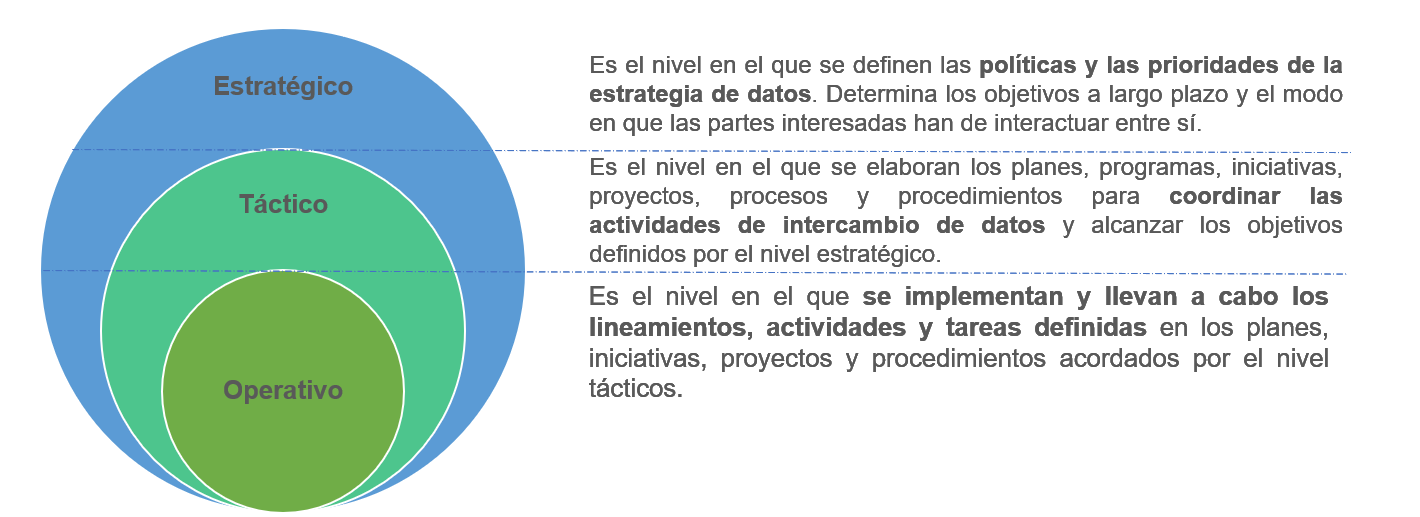 Estratégico
Es el nivel en el que se definen las políticas y las prioridades de la
estrategia de datos. Determina los objetivos a largo plazo y el modo
en que las partes interesadas han de interactuar entre sí.
Táctico
Es el nivel en el que se elaboran los planes, programas, iniciativas,
proyectos, procesos y procedimientos para coordinar las
actividades de intercambio de datos y alcanzar los objetivos
definidos por el nivel estratégico.
Operativo
Es el nivel en el que se implementan y llevan a cabo los
lineamientos, actividades y tareas definidas en los planes,
iniciativas, proyectos y procedimientos acordados por el nivel
tácticos.